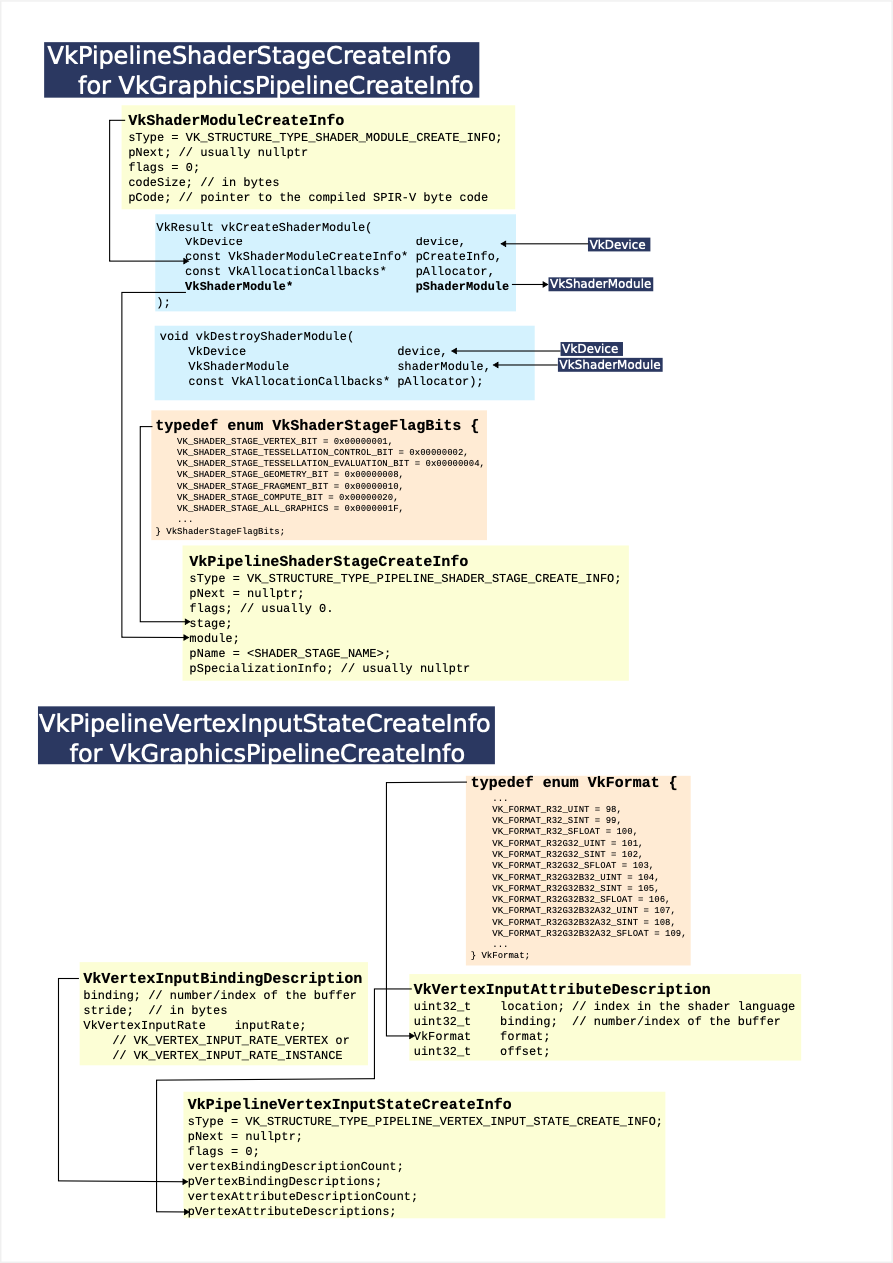 VkPipelineShaderStageCreateInfo
for VkGraphicsPipelineCreateInfo
VkShaderModuleCreateInfo
sType = VK_STRUCTURE_TYPE_SHADER_MODULE_CREATE_INFO;
pNext; // usually nullptr
flags = 0;
codeSize; // in bytes
pCode; // pointer to the compiled SPIR-V byte code
VkResult vkCreateShaderModule(
VkDevice device, VkDevice
const VkShaderModuleCreateInfo* pCreateInfo,
const VkAllocationCallbacks* pAllocator,
VkShaderModule* pShaderModule VkShaderModule
);
void vkDestroyShaderModule(
VkDevice device, VkDevice
VkShaderModule shaderModule, VkShaderModule
const VkAllocationCallbacks* pAllocator);
typedef enum VkShaderStageFlagBits {
VK_SHADER_STAGE_VERTEX_BIT = 0x00000001,
VK_SHADER_STAGE_TESSELLATION_CONTROL_BIT = 0x00000002,
VK_SHADER_STAGE_TESSELLATION_EVALUATION_BIT = 0x00000004,
VK_SHADER_STAGE_GEOMETRY_BIT = 0x00000008,
VK_SHADER_STAGE_FRAGMENT_BIT = 0x00000010,
VK_SHADER_STAGE_COMPUTE_BIT = 0x00000020,
VK_SHADER_STAGE_ALL_GRAPHICS = 0x0000001F,
...
} VkShaderStageFlagBits;
VkPipelineShaderStageCreateInfo
sType = VK_STRUCTURE_TYPE_PIPELINE_SHADER_STAGE_CREATE_INFO;
pNext = nullptr;
flags; // usually 0.
stage;
module;
pName = <SHADER_STAGE_NAME>;
pSpecializationInfo; // usually nullptr
VkPipelineVertexInputStateCreateInfo
for VkGraphicsPipelineCreateInfo
typedef enum VkFormat {
...
VK_FORMAT_R32_UINT = 98,
VK_FORMAT_R32_SINT = 99,
VK_FORMAT_R32_SFLOAT = 100,
VK_FORMAT_R32G32_UINT = 101,
VK_FORMAT_R32G32_SINT = 102,
VK_FORMAT_R32G32_SFLOAT = 103,
VK_FORMAT_R32G32B32_UINT = 104,
VK_FORMAT_R32G32B32_SINT = 105,
VK_FORMAT_R32G32B32_SFLOAT = 106,
VK_FORMAT_R32G32B32A32_UINT = 107,
VK_FORMAT_R32G32B32A32_SINT = 108,
VK_FORMAT_R32G32B32A32_SFLOAT = 109,
...
} VkFormat;
VkVertexInputBindingDescription
binding; // number/index of the buffer
stride; // in bytes
VkVertexInputRate inputRate;
// VK_VERTEX_INPUT_RATE_VERTEX or
// VK_VERTEX_INPUT_RATE_INSTANCE
VkVertexInputAttributeDescription
uint32_t location; // index in the shader language
uint32_t binding; // number/index of the buffer
VkFormat format;
uint32_t offset;
VkPipelineVertexInputStateCreateInfo
sType = VK_STRUCTURE_TYPE_PIPELINE_VERTEX_INPUT_STATE_CREATE_INFO;
pNext = nullptr;
flags = 0;
vertexBindingDescriptionCount;
pVertexBindingDescriptions;
vertexAttributeDescriptionCount;
pVertexAttributeDescriptions;